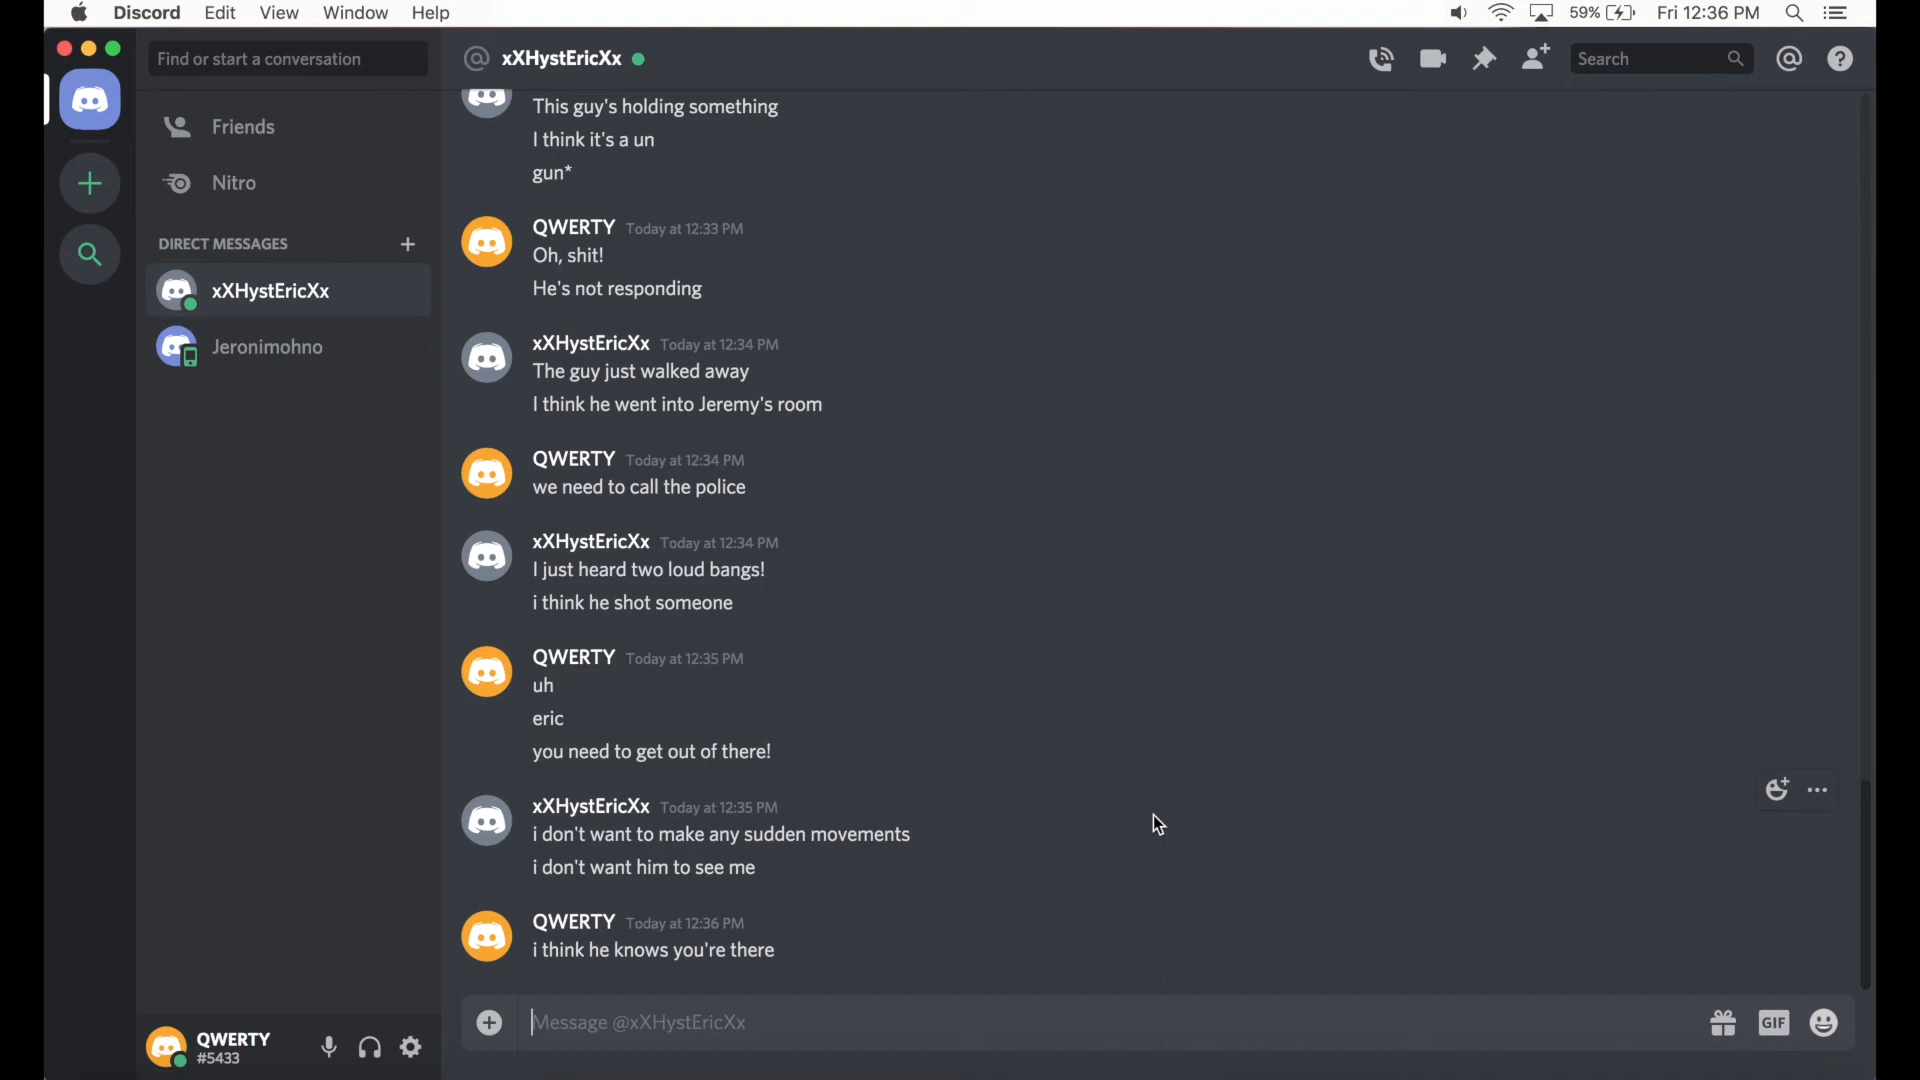 Discord Edit View Window Help
59% Fri 12:36 PM
Find or start a conversation
xXHystEricXx
Search
Friends
Nitro
DIRECT MESSAGES
xXHystEricXx
Jeronimohno
This guy's holding something
I think it's a un
gun*
QWERTY Today at 12:33 PM
Oh, shit!
He's not responding
xXHystEricXx Today at 12:34 PM
The guy just walked away
I think he went into Jeremy's room
QWERTY Today at 12:34 PM
we need to call the police
xXHystEricXx Today at 12:34 PM
I just heard two loud bangs!
i think he shot someone
QWERTY Today at 12:35 PM
uh
eric
you need to get out of there!
xXHystEricXx Today at 12:35 PM
i don't want to make any sudden movements
i don't want him to see me
QWERTY Today at 12:36 PM
i think he knows you're there
Message @xXHystEricXx
GIF
QWERTY
#5433